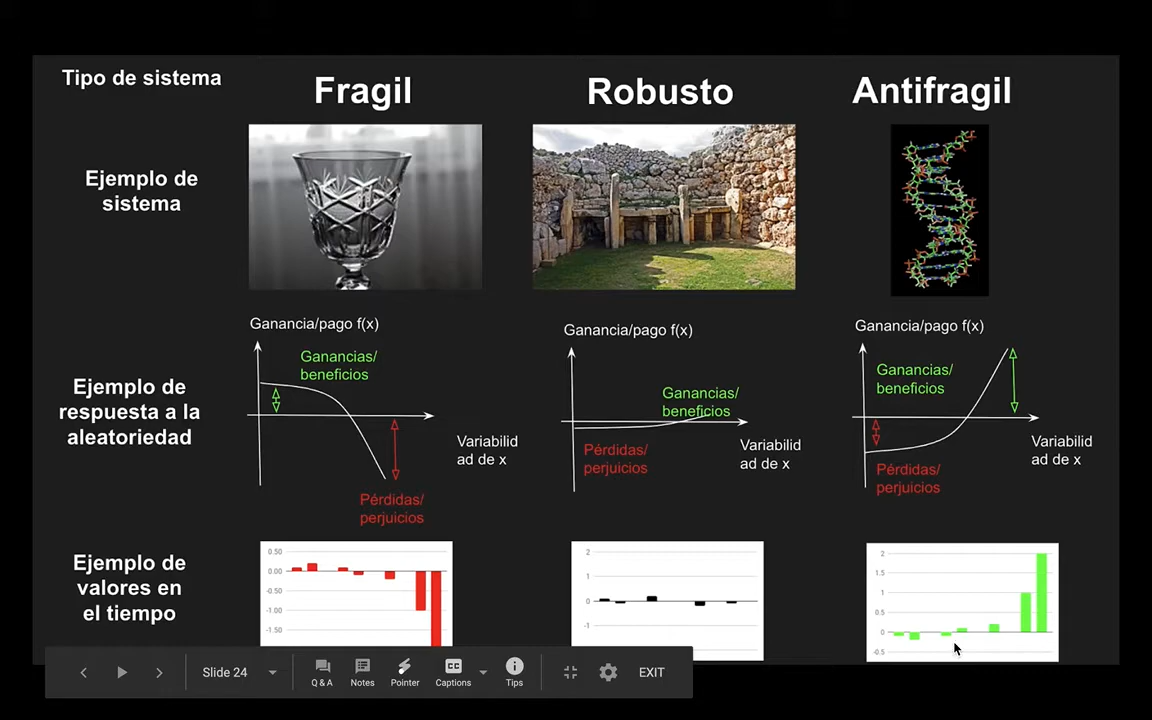 Tipo de sistema
Fragil
Robusto
Antifragil
Ejemplo de
sistema
Ejemplo de
respuesta a la
aleatoriedad
Ganancia/pago f(x)
Ganancias/
beneficios
Variabilid
ad de x
Pérdidas/
perjuicios
Ganancia/pago f(x)
Ganancias/
beneficios
Pérdidas/
perjuicios
Variabilid
ad de x
Ganancia/pago f(x)
Ganancias/
beneficios
Pérdidas/
perjuicios
Variabilid
ad de x
Ejemplo de
valores en
el tiempo
0.50
0.00
-0.50
-1.00
-1.50
2
1
0
-1
2
1.5
1
0.5
0
-0.5
Slide 24
Q & A
Notes
Pointer
Captions
Tips
EXIT